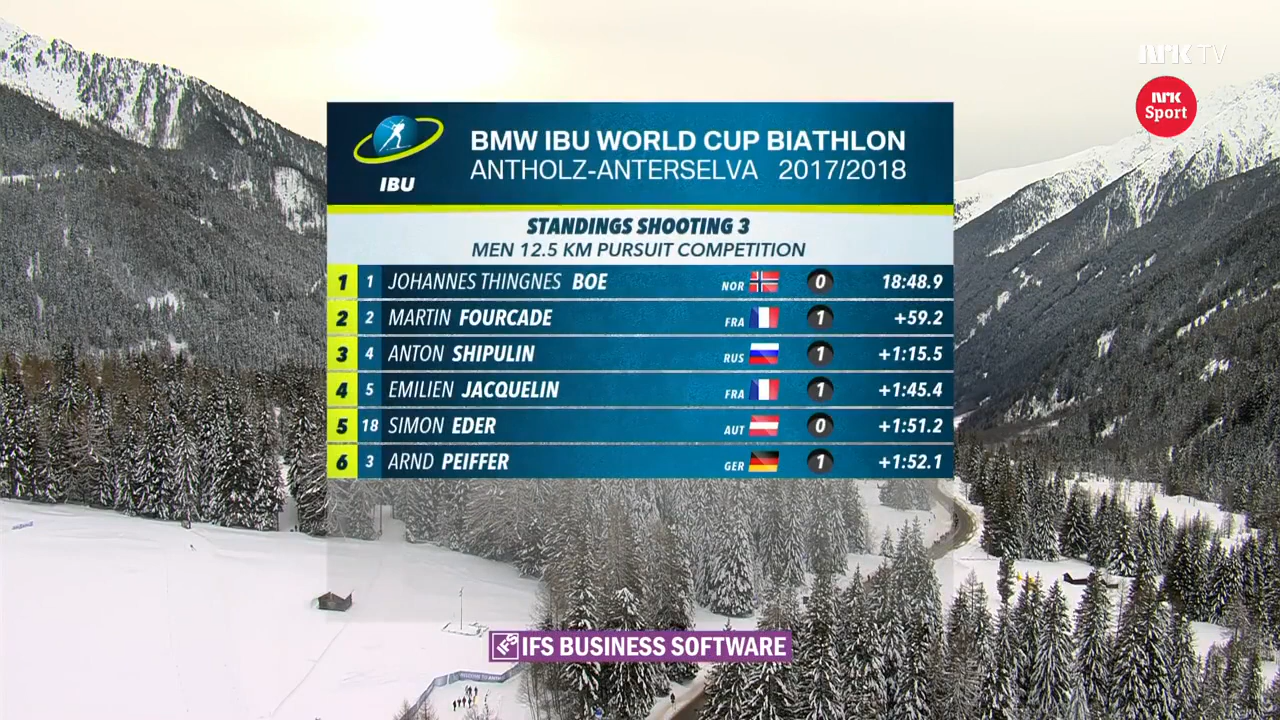 NRK TV
NRK
Sport
IBU
BMW IBU WORLD CUP BIATHLON
ANTHOLZ-ANTERSELVA 2017/2018
STANDINGS SHOOTING 3
MEN 12.5 KM PURSUIT COMPETITION
1 1 JOHANNES THINGNES BOE NOR 0 18:48.9
2 2 MARTIN FOURCADE FRA 1 +59.2
3 4 ANTON SHIPULIN RUS 1 +1:15.5
4 5 EMILIEN JACQUELIN FRA 1 +1:45.4
5 18 SIMON EDER AUT 0 +1:51.2
6 3 ARND PEIFFER GER 1 +1:52.1
IFS IFS BUSINESS SOFTWARE